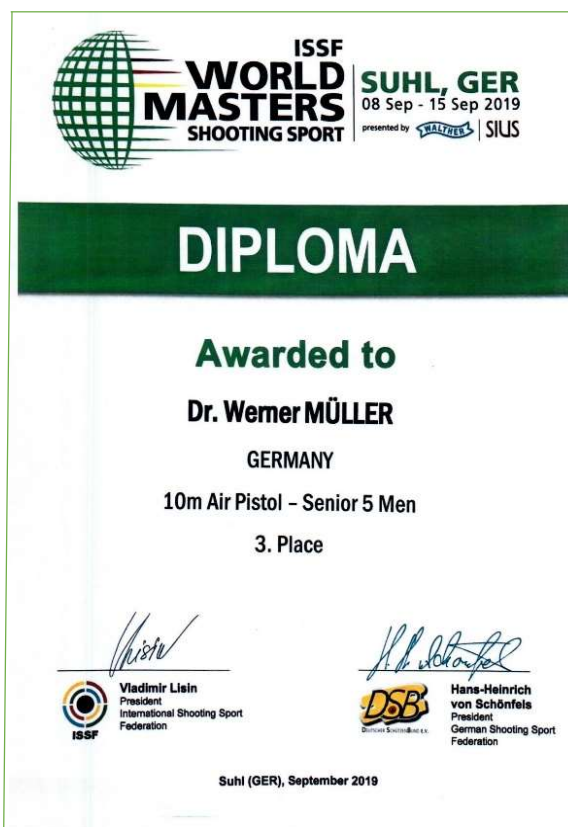 ISSF
WORLD
MASTERS
SHOOTING SPORT
SUHL, GER
08 Sep - 15 Sep 2019
presented by WALTHER SIUS
DIPLOMA
Awarded to
Dr. Werner MÜLLER
GERMANY
10m Air Pistol – Senior 5 Men
3. Place
Vladimir Lisin
President
International Shooting Sport
Federation
ISSF
Hans-Heinrich
von Schönfels
President
German Shooting Sport
Federation
DSB
DEUTSCHER SCHÜTZENBUND E.V.
Suhl (GER), September 2019